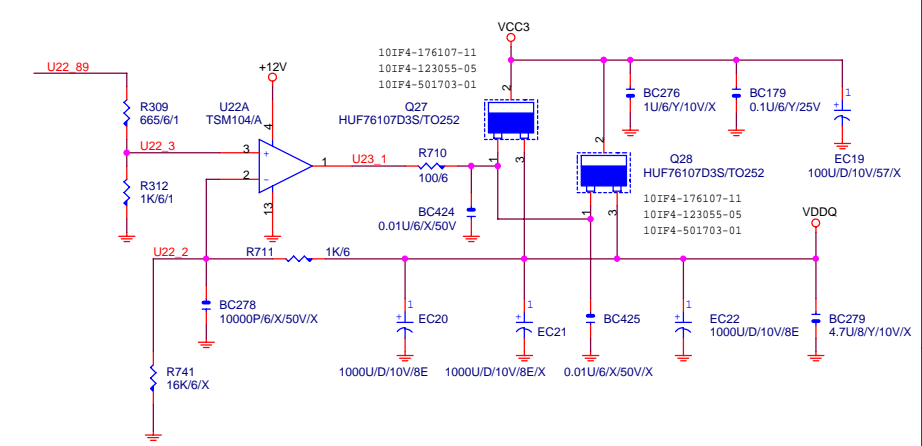 VCC3
10IF4-176107-11
10IF4-123055-05
10IF4-501703-01
U22_89
+12V
U22A
TSM104/A
Q27
HUF76107D3S/TO252
2
R309
665/6/1
4
BC276
1U/6/Y/10V/X
BC179
0.1U/6/Y/25V
1
+
EC19
100U/D/10V/57/X
U22_3
3
+
2
−
1
U23_1
R710
100/6
1
3
2
Q28
HUF76107D3S/TO252
R312
1K/6/1
13
BC424
0.01U/6/X/50V
1
3
10IF4-176107-11
10IF4-123055-05
10IF4-501703-01
VDDQ
U22_2
R711
1K/6
BC278
10000P/6/X/50V/X
1
+
EC20
1000U/D/10V/8E
1
+
EC21
1000U/D/10V/8E/X
BC425
0.01U/6/X/50V/X
1
+
EC22
1000U/D/10V/8E
BC279
4.7U/8/Y/10V/X
R741
16K/6/X